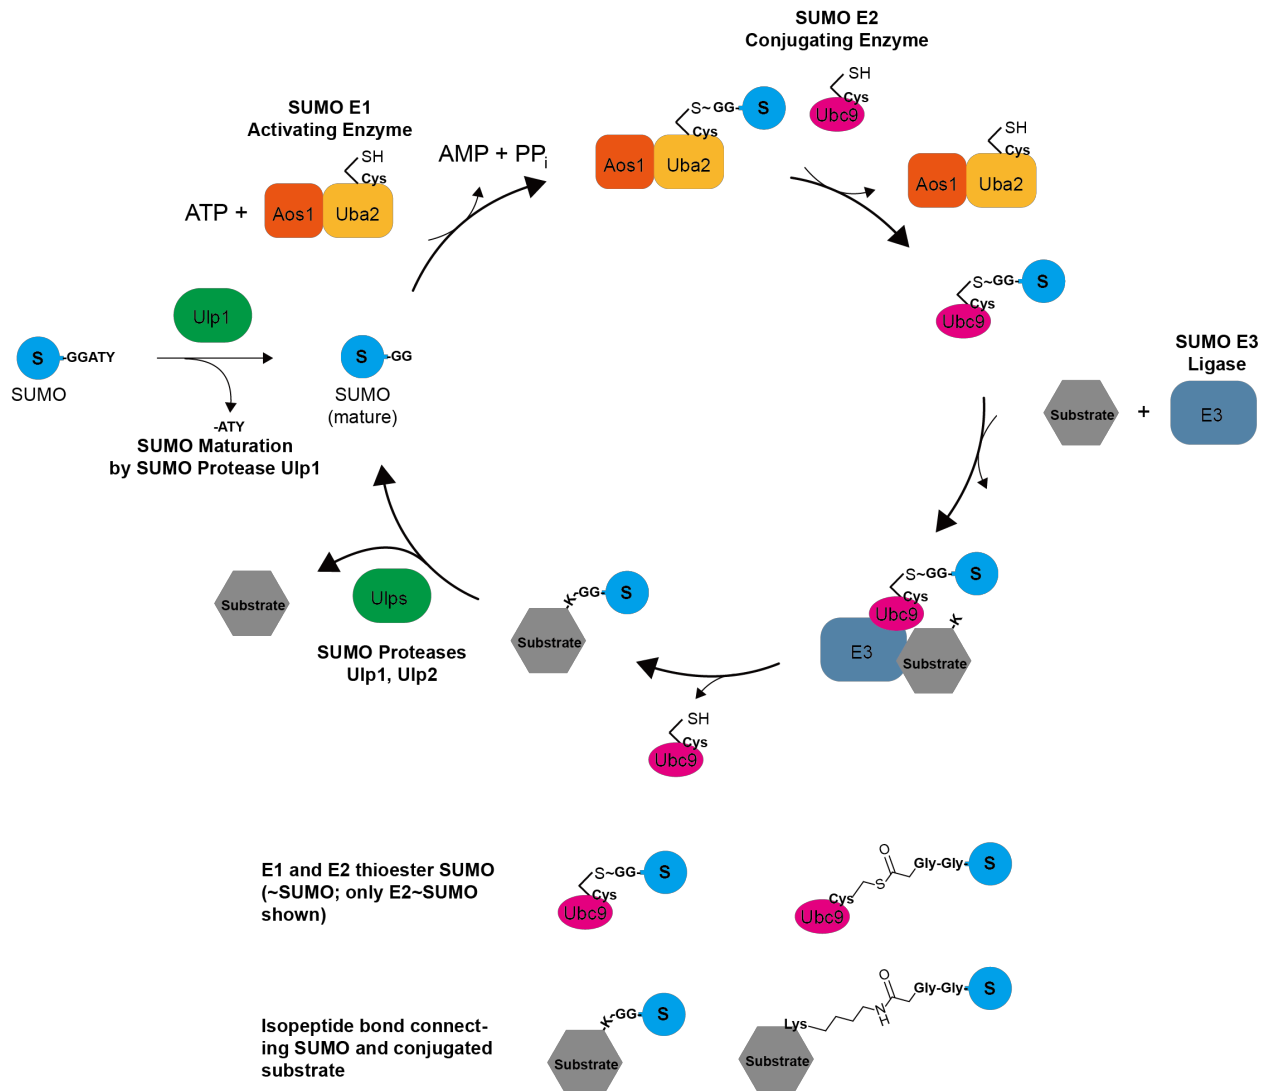 SUMO E2
Conjugating Enzyme
SH
Cys
Ubc9
S~GG-S
Cys
Aos1 Uba2
SUMO E1
Activating Enzyme
SH
Cys
ATP + Aos1 Uba2
AMP + PPi
SH
Cys
Aos1 Uba2
S~GG-S
Cys
Ubc9
Ulp1
S-GGATY
SUMO
S-GG
SUMO
(mature)
-ATY
SUMO Maturation
by SUMO Protease Ulp1
SUMO E3
Ligase
Substrate + E3
S~GG-S
Cys
Ubc9
E3
-K
Substrate
SH
Cys
Ubc9
-K-GG-S
Substrate
Ulps
SUMO Proteases
Ulp1, Ulp2
Substrate
E1 and E2 thioester SUMO
(~SUMO; only E2~SUMO
shown)
S~GG-S
Cys
Ubc9
O
Gly-Gly-S
S
Cys
Ubc9
Isopeptide bond connect-
ing SUMO and conjugated
substrate
-K-GG-S
Substrate
O
Gly-Gly-S
N
H
Lys
Substrate